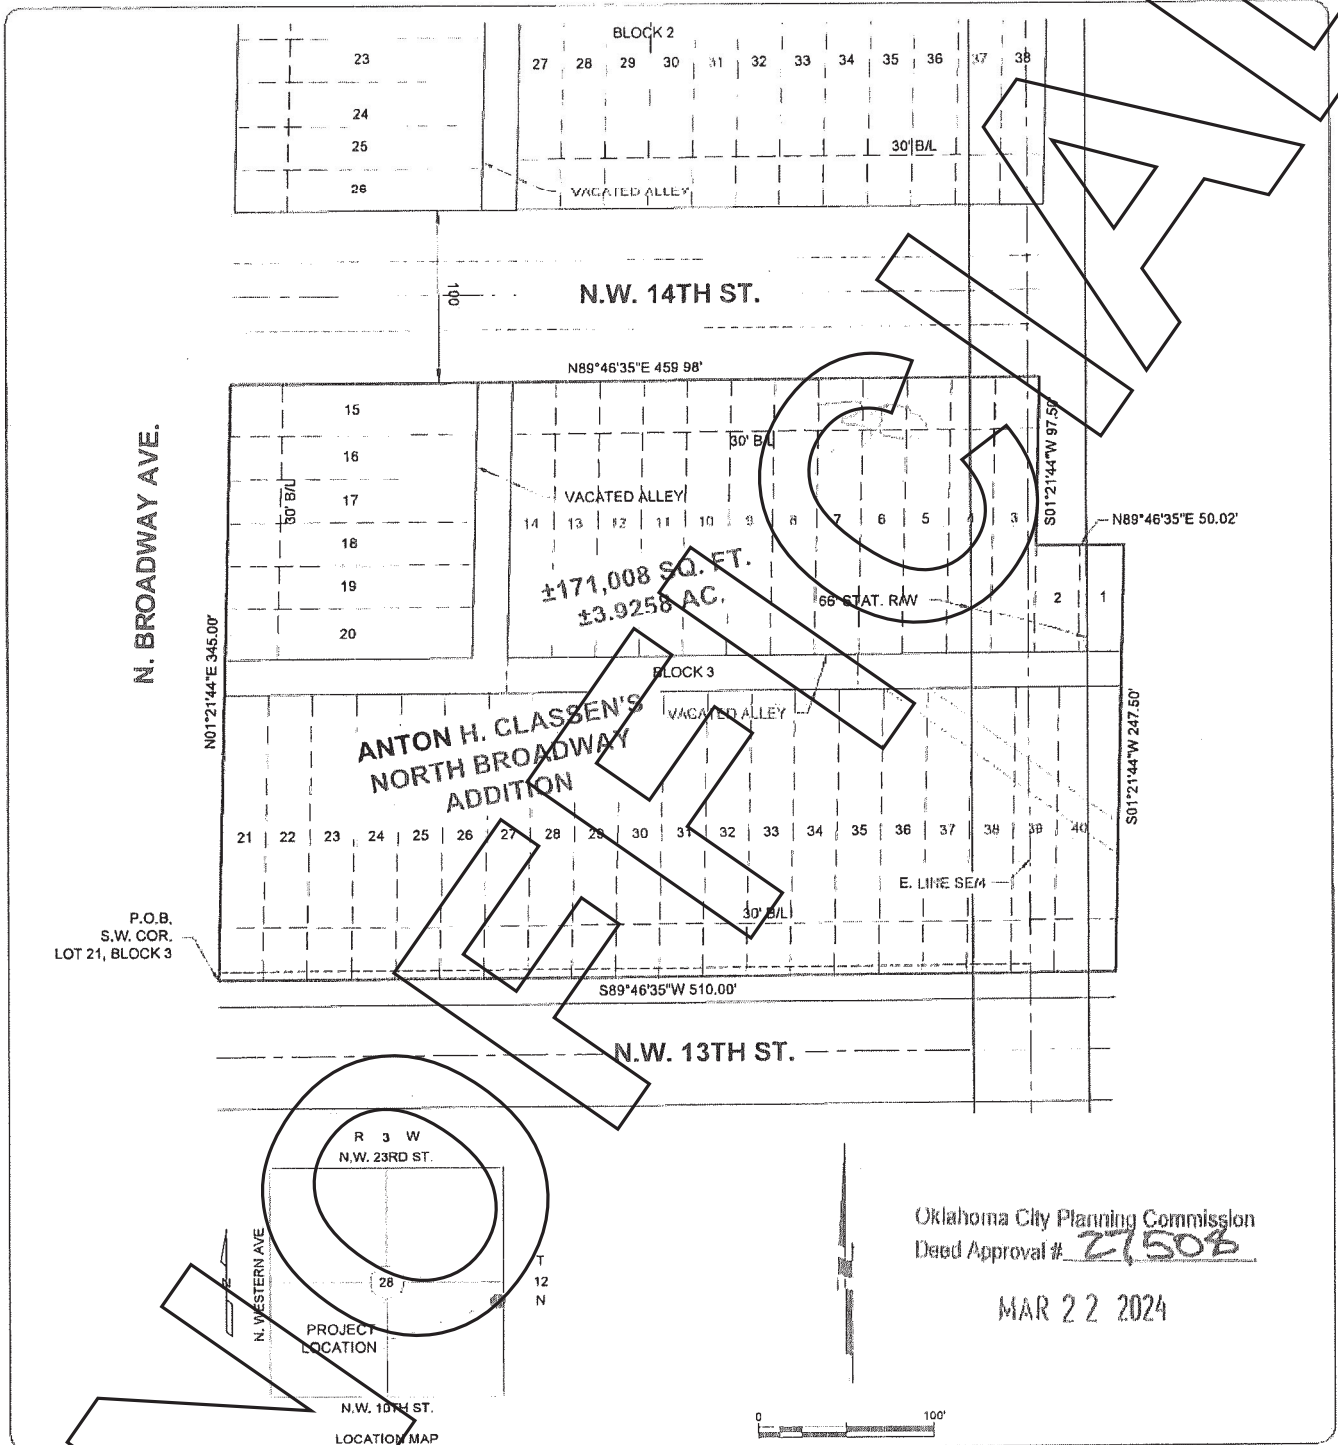 BLOCK 2
23
24
25
26
27 28 29 30 31 32 33 34 35 36 37 38
30' B/L
VACATED ALLEY
100
N.W. 14TH ST.
N89°46'35"E 459.98'
N. BROADWAY AVE.
15
16
17
18
19
20
30' B/L
30' B/L
VACATED ALLEY
14 13 12 11 10 9 8 7 6 5 4 3
S01°21'44"W 97.50'
N89°46'35"E 50.02'
2 1
±171,008 SQ. FT.
±3.9258 AC.
66' STAT. R/W
N01°21'44"E 345.00'
BLOCK 3
VACATED ALLEY
ANTON H. CLASSEN'S
NORTH BROADWAY
ADDITION
S01°21'44"W 247.50'
21 22 23 24 25 26 27 28 29 30 31 32 33 34 35 36 37 38 39 40
E. LINE SE/4
30' B/L
P.O.B.
S.W. COR.
LOT 21, BLOCK 3
S89°46'35"W 510.00'
N.W. 13TH ST.
R 3 W
N.W. 23RD ST.
N. WESTERN AVE
28
T
12
N
PROJECT
LOCATION
N.W. 10TH ST.
LOCATION MAP
Oklahoma City Planning Commission
Deed Approval # 27508
MAR 22 2024
0 100'